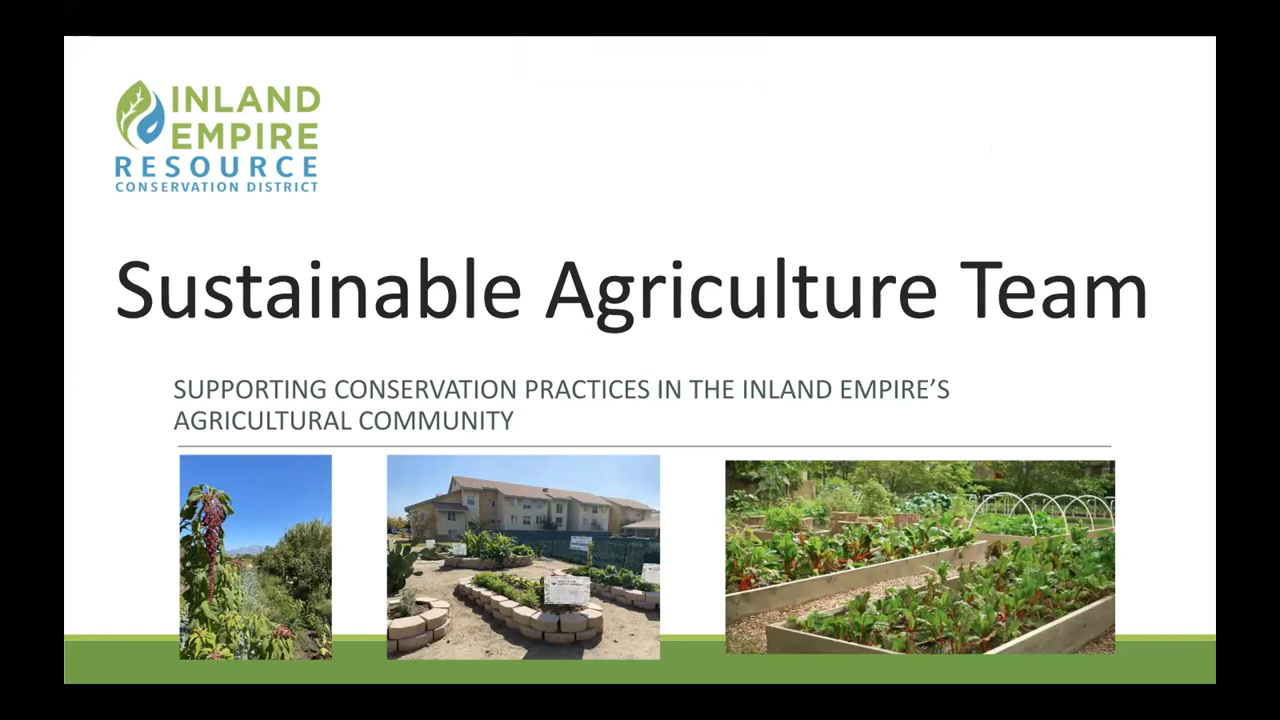 INLAND
EMPIRE
RESOURCE
CONSERVATION DISTRICT
Sustainable Agriculture Team
SUPPORTING CONSERVATION PRACTICES IN THE INLAND EMPIRE’S
AGRICULTURAL COMMUNITY